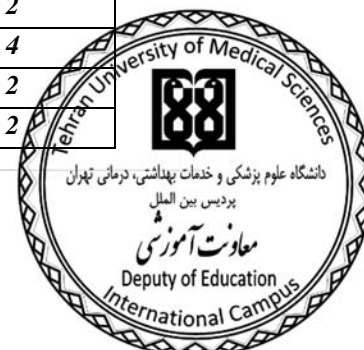 2
4
2
2
Tehran University of Medical Sciences
دانشگاه علوم پزشکی و خدمات بهداشتی، درمانی تهران
پردیس بین الملل
معاونت آموزشی
Deputy of Education
International Campus